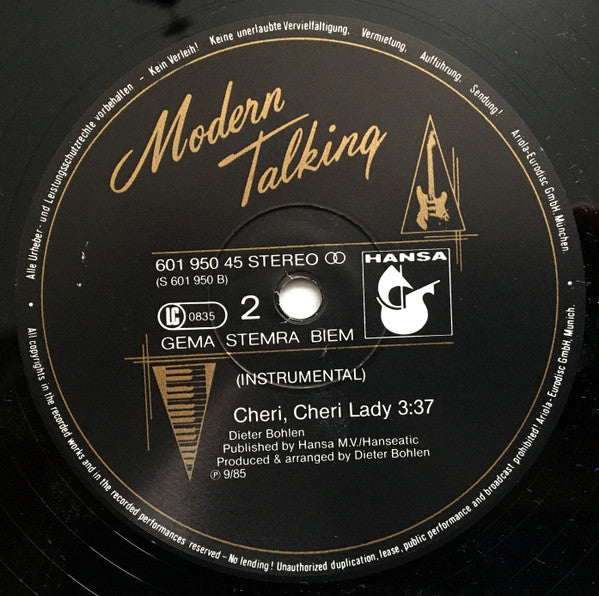 Alle Urheber- und Leistungsschutzrechte vorbehalten - Kein Verleih! Keine unerlaubte Vervielfältigung, Vermietung, Aufführung, Sendung! Ariola-Eurodisc GmbH, München
Modern
Talking
601 950 45 STEREO
(S 601 950 B)
HANSA
LC 0835
2
GEMA STEMRA BIEM
(INSTRUMENTAL)
Cheri, Cheri Lady 3:37
Dieter Bohlen
Published by Hansa M.V./Hanseatic
Produced & arranged by Dieter Bohlen
℗ 9/85
All copyrights in the recorded works and in the recorded performances reserved - No lending! Unauthorized duplication, lease, public performance and broadcast prohibited! Ariola-Eurodisc GmbH, Munich.